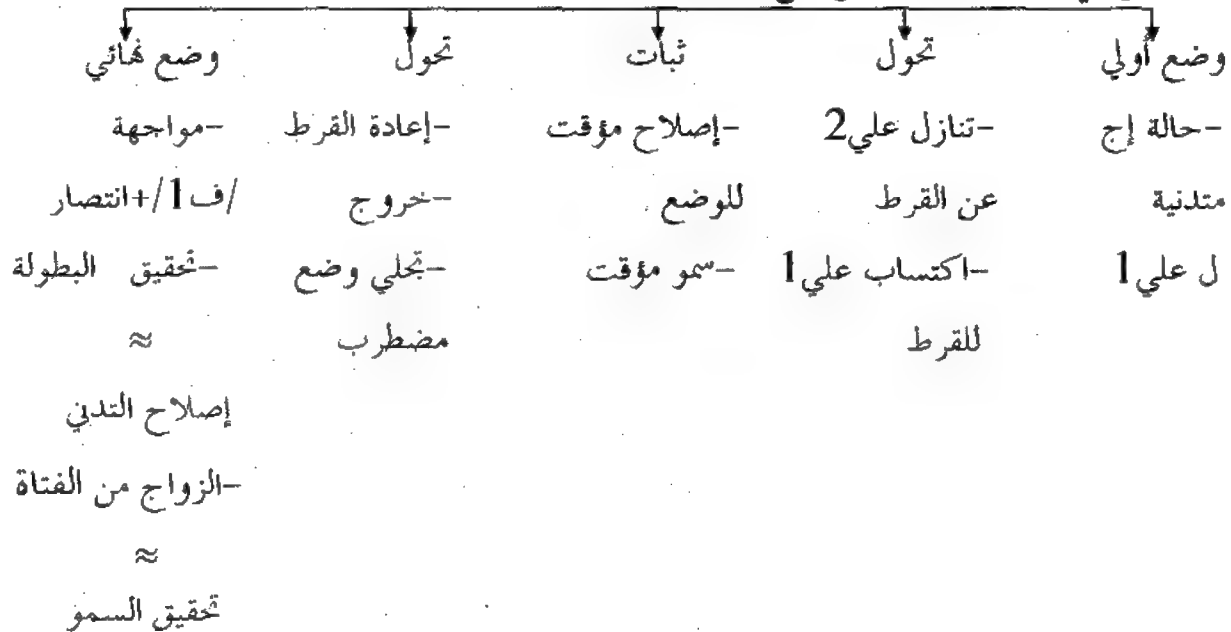 وضع أولي تحول ثبات تحول وضع نهائي
-حالة إج -تنازل علي2 -إصلاح مؤقت -إعادة القرط -مواجهة
متدنية عن القرط للوضع -خروج /ف1/+انتصار
ل علي1 -اكتساب علي1 -سمو مؤقت -تجلي وضع -تحقيق البطولة
للقرط مضطرب ≈
إصلاح التدني
-الزواج من الفتاة
≈
تحقيق السمو